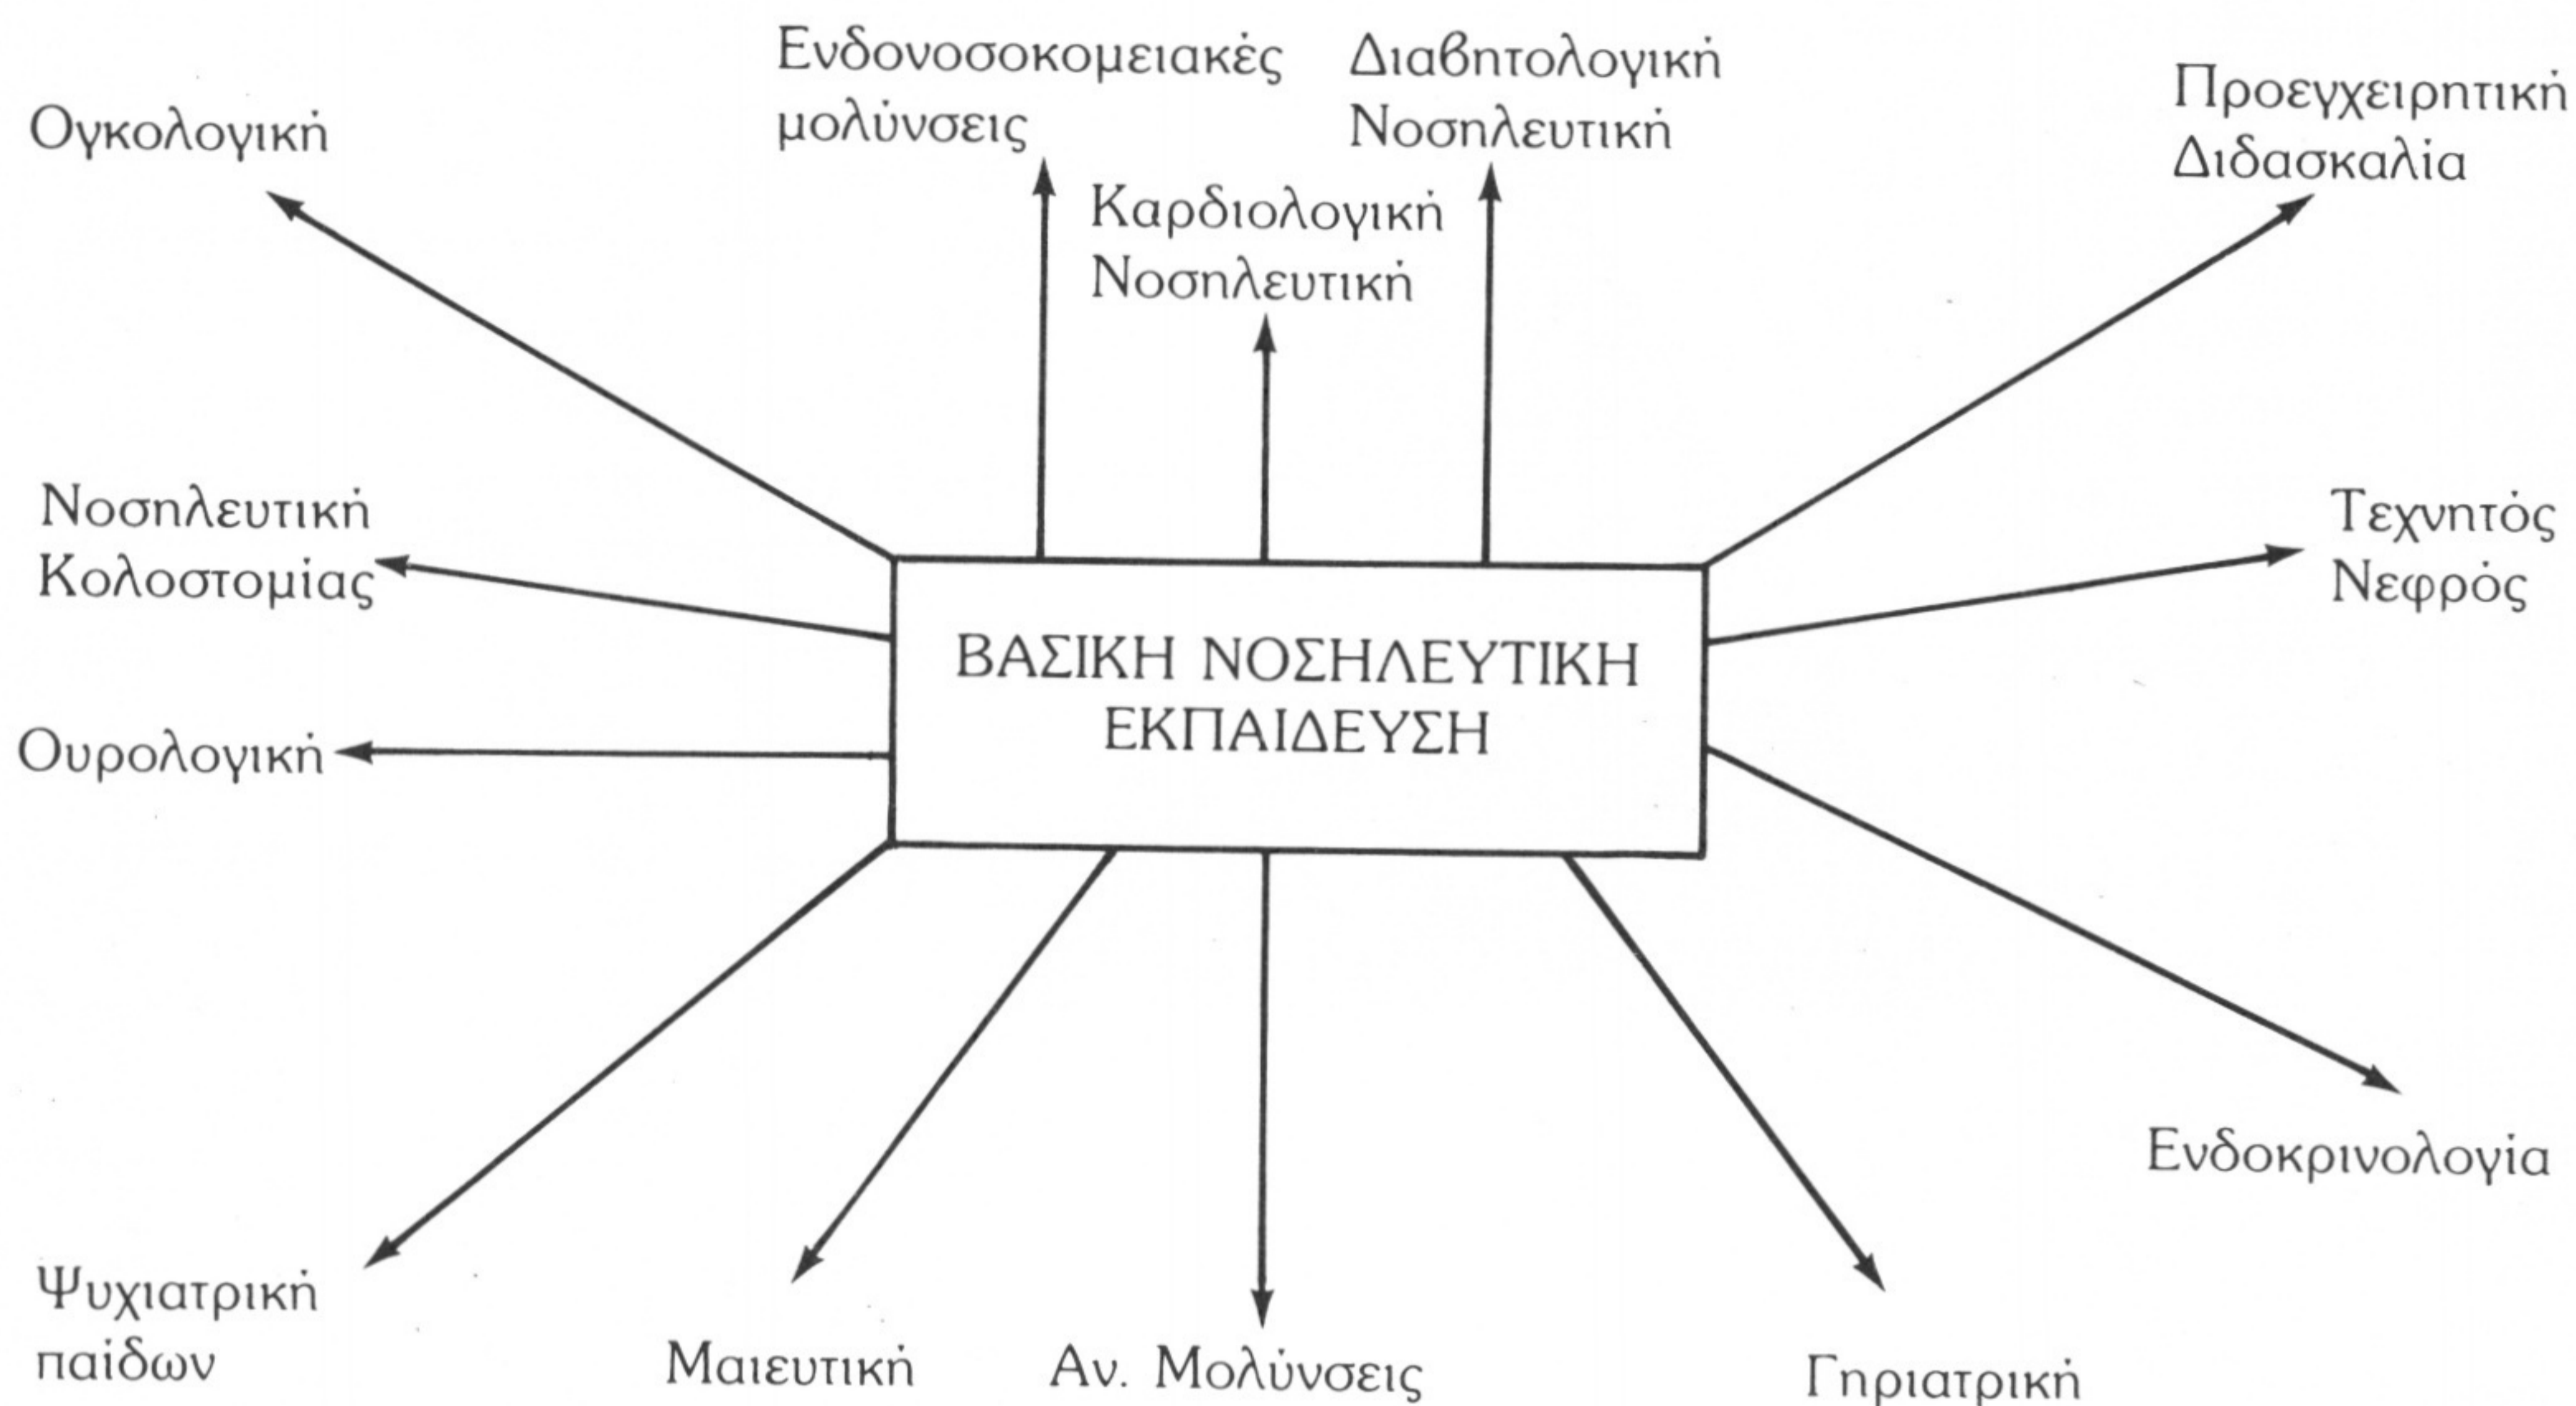 Ογκολογική
Ενδονοσοκομειακές
μολύνσεις
Διαβητολογική
Νοσηλευτική
Προεγχειρητική
Διδασκαλία
Καρδιολογική
Νοσηλευτική
Νοσηλευτική
Κολοστομίας
Τεχνητός
Νεφρός
ΒΑΣΙΚΗ ΝΟΣΗΛΕΥΤΙΚΗ
ΕΚΠΑΙΔΕΥΣΗ
Ουρολογική
Ενδοκρινολογία
Ψυχιατρική
παίδων
Μαιευτική
Αν. Μολύνσεις
Γηριατρική